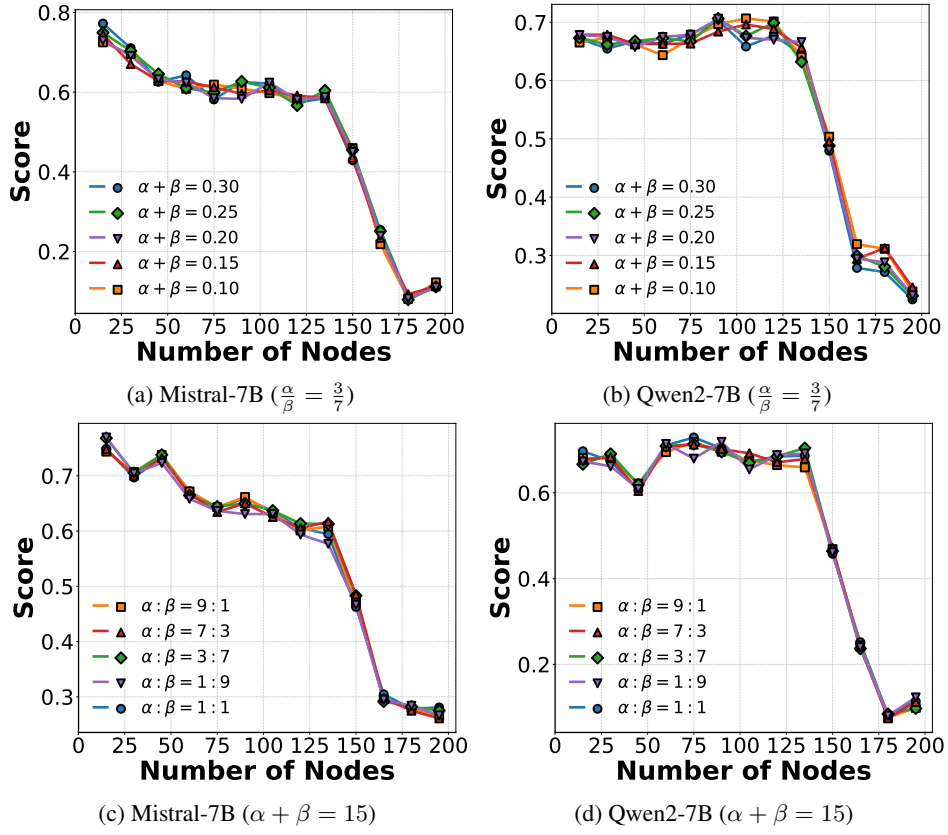 0.8
0.6
0.4
0.2
Score
α + β = 0.30
α + β = 0.25
α + β = 0.20
α + β = 0.15
α + β = 0.10
0 25 50 75 100 125 150 175 200
Number of Nodes
(a) Mistral-7B (α/β = 3/7)
0.7
0.6
0.5
0.4
0.3
Score
α + β = 0.30
α + β = 0.25
α + β = 0.20
α + β = 0.15
α + β = 0.10
0 25 50 75 100 125 150 175 200
Number of Nodes
(b) Qwen2-7B (α/β = 3/7)
0.7
0.6
0.5
0.4
0.3
Score
α : β = 9 : 1
α : β = 7 : 3
α : β = 3 : 7
α : β = 1 : 9
α : β = 1 : 1
0 25 50 75 100 125 150 175 200
Number of Nodes
(c) Mistral-7B (α + β = 15)
0.6
0.4
0.2
Score
α : β = 9 : 1
α : β = 7 : 3
α : β = 3 : 7
α : β = 1 : 9
α : β = 1 : 1
0 25 50 75 100 125 150 175 200
Number of Nodes
(d) Qwen2-7B (α + β = 15)